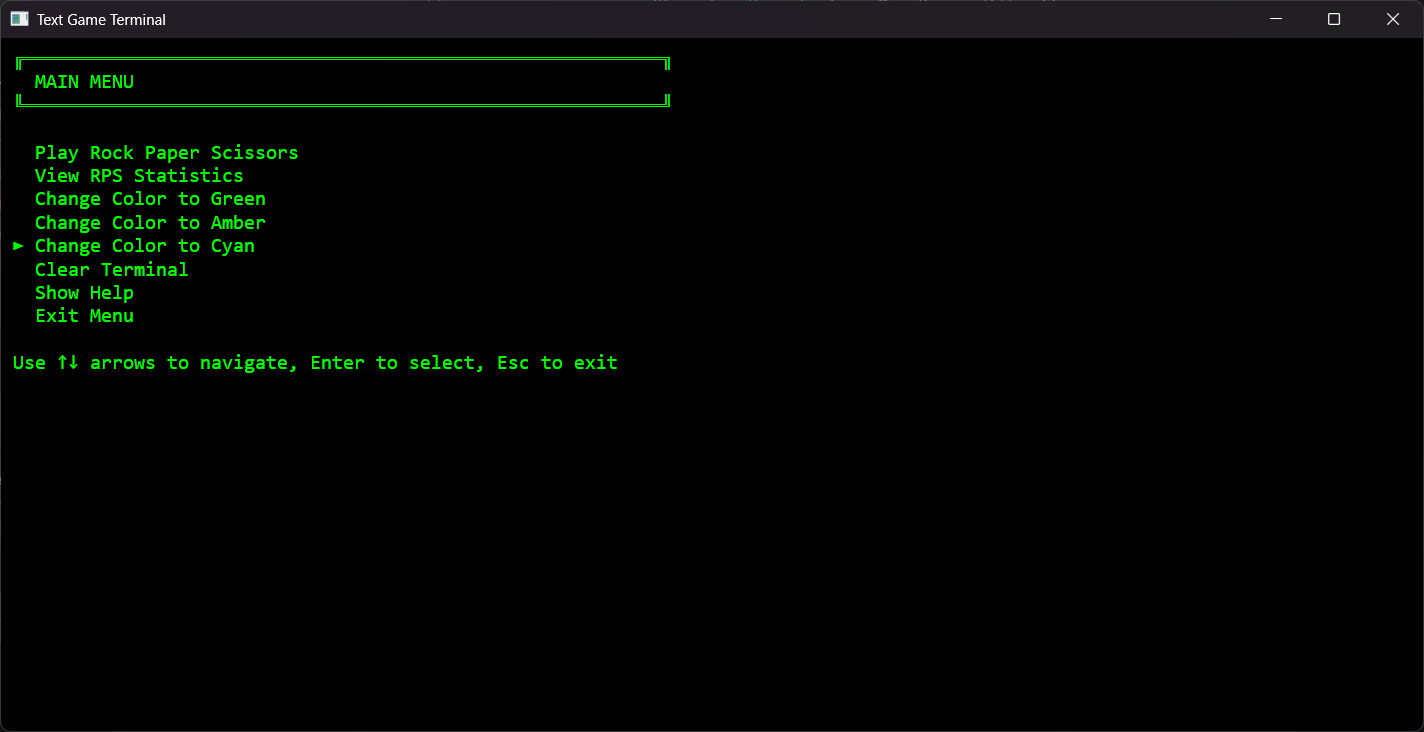 Text Game Terminal
MAIN MENU
Play Rock Paper Scissors
View RPS Statistics
Change Color to Green
Change Color to Amber
► Change Color to Cyan
Clear Terminal
Show Help
Exit Menu
Use ↑↓ arrows to navigate, Enter to select, Esc to exit